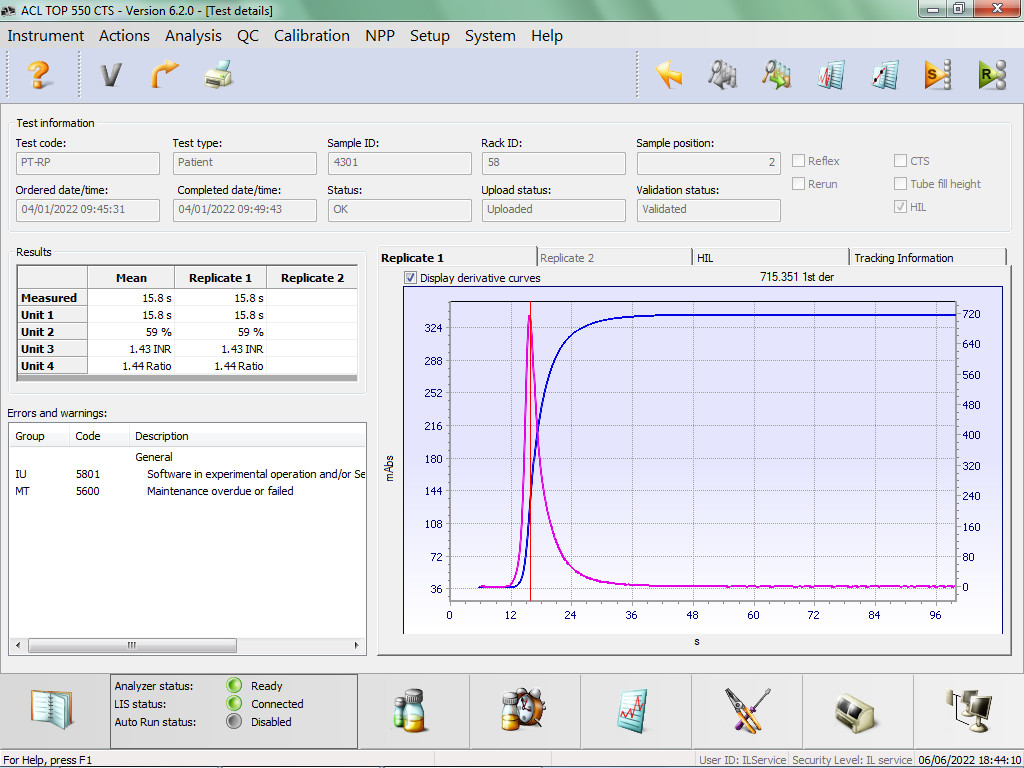 ACL TOP 550 CTS - Version 6.2.0 - [Test details]
Instrument Actions Analysis QC Calibration NPP Setup System Help
Test information
Test code: Test type: Sample ID: Rack ID: Sample position:
PT-RP Patient 4301 58 2 Reflex CTS
Ordered date/time: Completed date/time: Status: Upload status: Validation status: Rerun Tube fill height
04/01/2022 09:45:31 04/01/2022 09:49:43 OK Uploaded Validated HIL
Results
Mean Replicate 1 Replicate 2
Measured 15.8 s 15.8 s
Unit 1 15.8 s 15.8 s
Unit 2 59 % 59 %
Unit 3 1.43 INR 1.43 INR
Unit 4 1.44 Ratio 1.44 Ratio
Errors and warnings:
Group Code Description
General
IU 5801 Software in experimental operation and/or Se
MT 5600 Maintenance overdue or failed
Replicate 1 Replicate 2 HIL Tracking Information
Display derivative curves 715.351 1st der
mAbs
324
288
252
216
180
144
108
72
36
720
640
560
480
400
320
240
160
80
0
0 12 24 36 48 60 72 84 96
s
Analyzer status: Ready
LIS status: Connected
Auto Run status: Disabled
For Help, press F1 User ID: ILService Security Level: IL service 06/06/2022 18:44:10